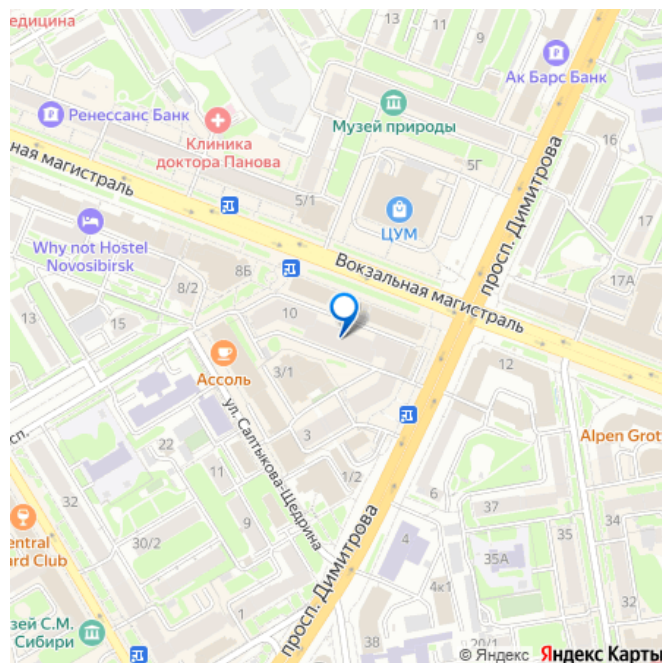 едицина
13
11
9
Ак Барс Банк
Ренессанс Банк
Музей природы
16
Клиника
доктора Панова
5Г
ная магистраль
просп. Димитрова
5/1
ЦУМ
17
Why not Hostel
Novosibirsk
8Б
Вокзальная магистраль
17А
8/2
13
15
10
12
Ассоль
3/1
сп.
ул. Салтыкова-Щедрина
Alpen Grot
22
3
11
1/2
32
6
37
34
9
35
entral
ard Club
30/2
4
35А
просп. Димитрова
4к1
1
зей С.М.
Сибири
38
20/1
© Яндекс Яндекс Карты